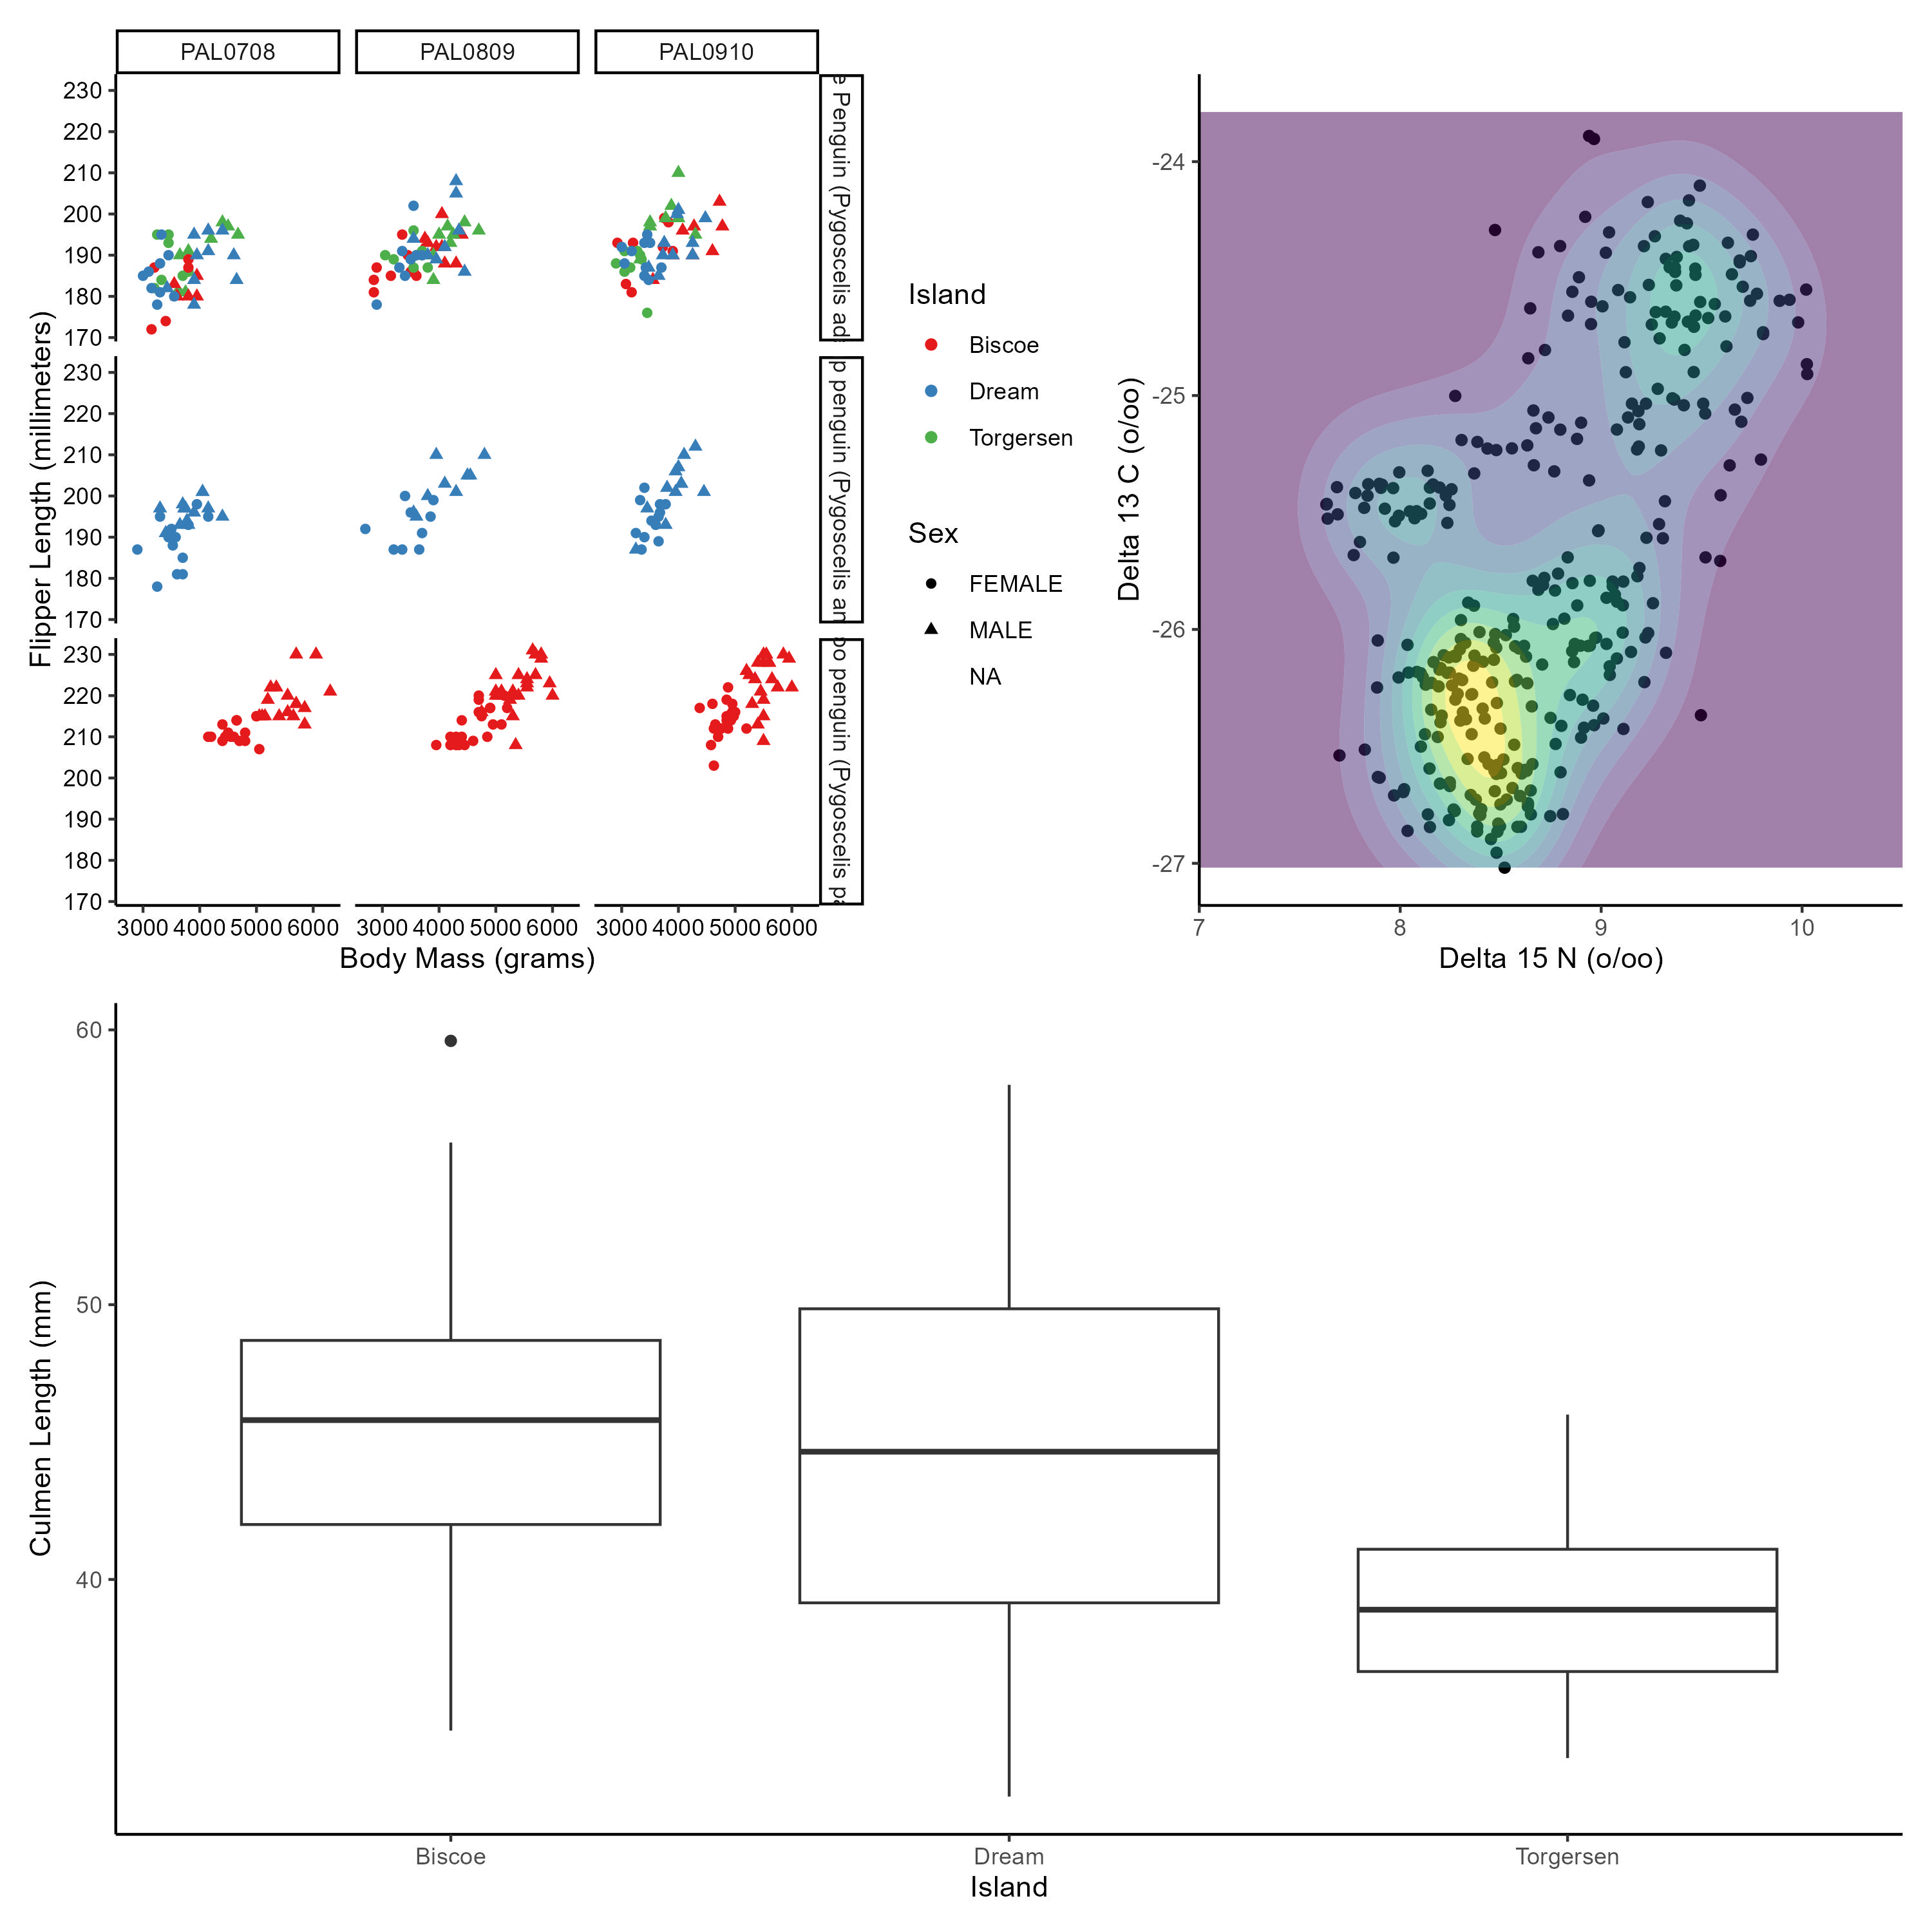 PAL0708 PAL0809 PAL0910
230
220
210
200
190
180
170
230
220
210
200
190
180
170
230
220
210
200
190
180
170
Flipper Length (millimeters)
3000 4000 5000 6000 3000 4000 5000 6000 3000 4000 5000 6000
Body Mass (grams)
e Penguin (Pygoscelis ad
p penguin (Pygoscelis an
oo penguin (Pygoscelis pa
Island
Biscoe
Dream
Torgersen
Sex
FEMALE
MALE
NA
-24
-25
-26
-27
Delta 13 C (o/oo)
7 8 9 10
Delta 15 N (o/oo)
60
50
40
Culmen Length (mm)
Biscoe Dream Torgersen
Island